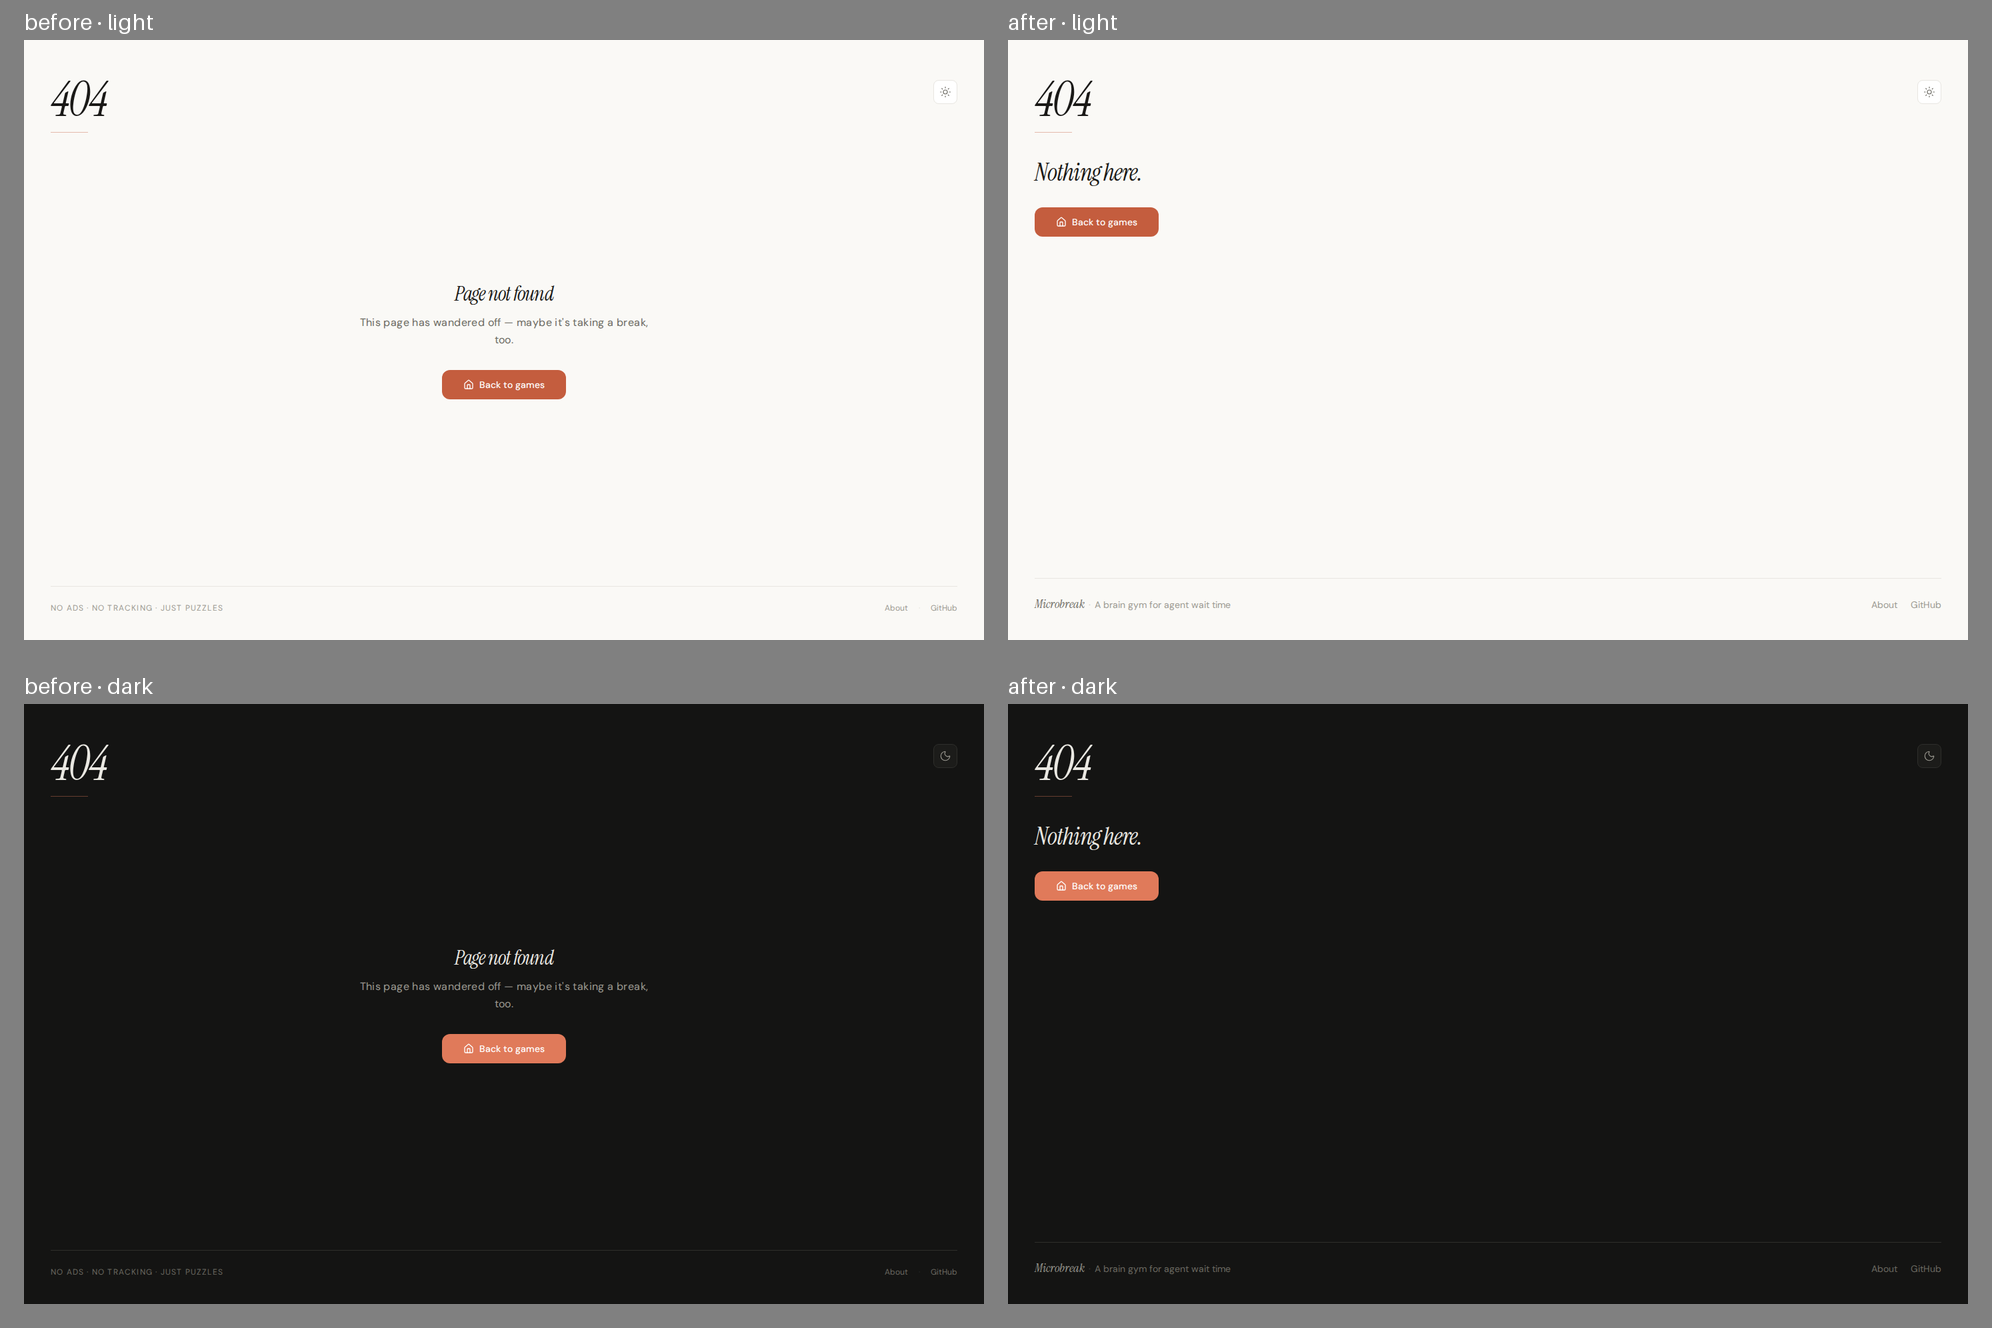 before · light
404
Page not found
This page has wandered off — maybe it's taking a break,
too.
Back to games
NO ADS · NO TRACKING · JUST PUZZLES
About
GitHub
after · light
404
Nothing here.
Back to games
Microbreak · A brain gym for agent wait time
About
GitHub
before · dark
404
Page not found
This page has wandered off — maybe it's taking a break,
too.
Back to games
NO ADS · NO TRACKING · JUST PUZZLES
About
GitHub
after · dark
404
Nothing here.
Back to games
Microbreak · A brain gym for agent wait time
About
GitHub